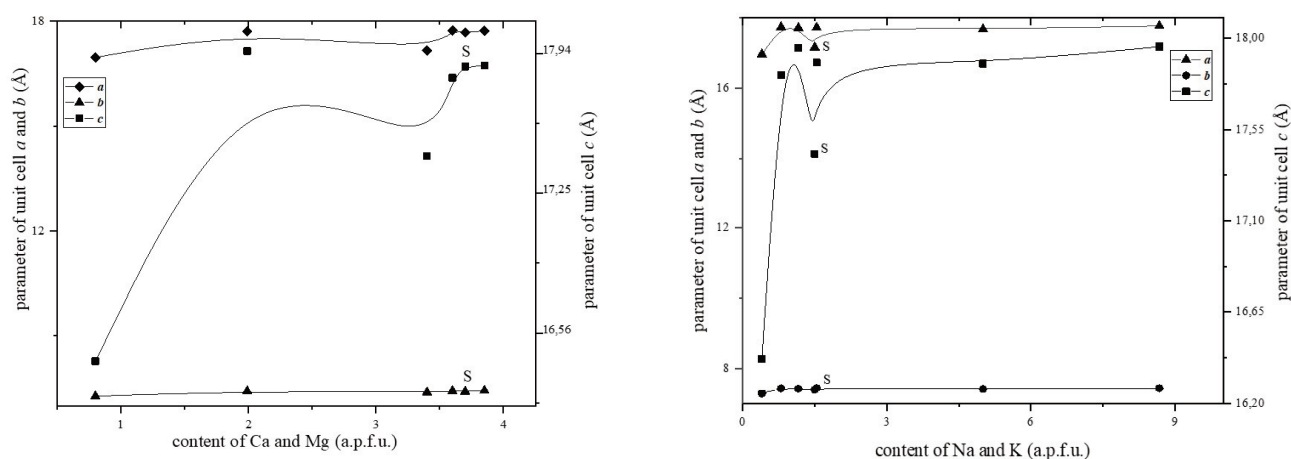 18
12
parameter of unit cell a and b (Å)
a
b
c
S
S
17,94
17,25
16,56
parameter of unit cell c (Å)
1
2
3
4
content of Ca and Mg (a.p.f.u.)
16
12
8
parameter of unit cell a and b (Å)
S
S
S
a
b
c
18,00
17,55
17,10
16,65
16,20
parameter of unit cell c (Å)
0
3
6
9
content of Na and K (a.p.f.u.)